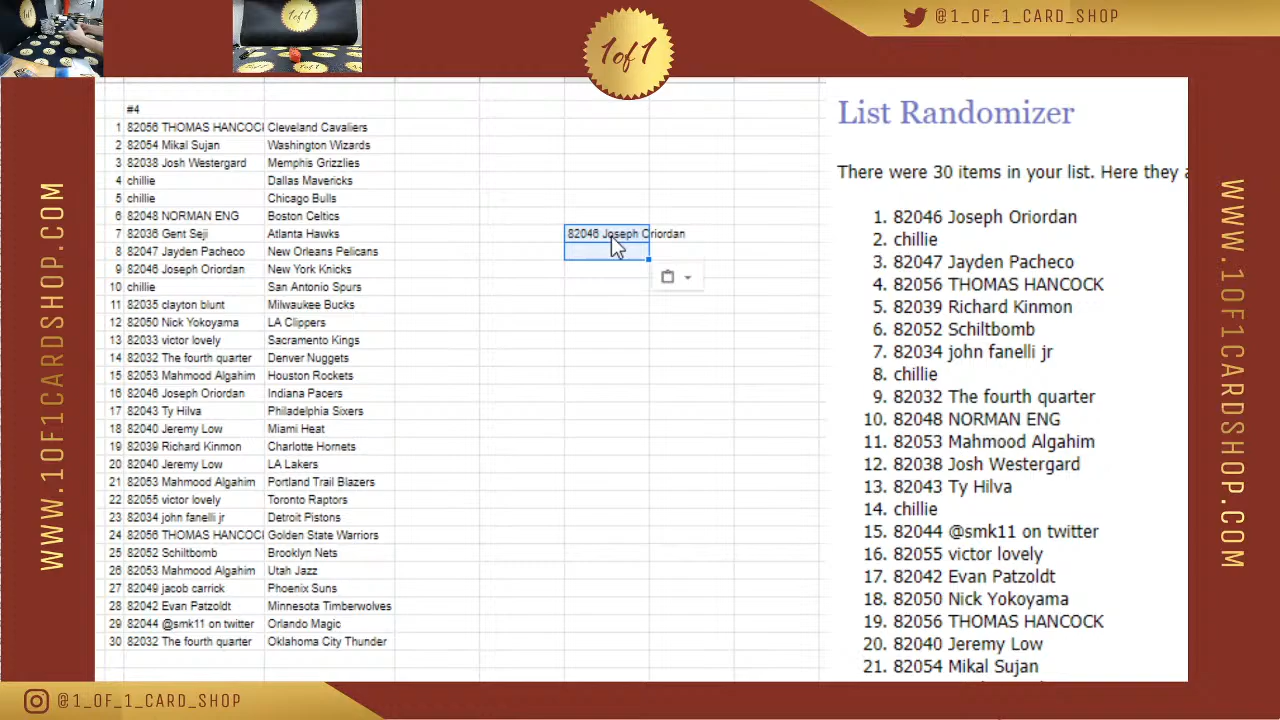 1of1
1of1
@1_OF_1_CARD_SHOP
WWW.1OF1CARDSHOP.COM
#4
1 82056 THOMAS HANCOCK Cleveland Cavaliers
2 82054 Mikal Sujan Washington Wizards
3 82038 Josh Westergard Memphis Grizzlies
4 chillie Dallas Mavericks
5 chillie Chicago Bulls
6 82048 NORMAN ENG Boston Celtics
7 82036 Gent Seji Atlanta Hawks
8 82047 Jayden Pacheco New Orleans Pelicans
9 82046 Joseph Oriordan New York Knicks
10 chillie San Antonio Spurs
11 82035 clayton blunt Milwaukee Bucks
12 82050 Nick Yokoyama LA Clippers
13 82033 victor lovely Sacramento Kings
14 82032 The fourth quarter Denver Nuggets
15 82053 Mahmood Algahim Houston Rockets
16 82046 Joseph Oriordan Indiana Pacers
17 82043 Ty Hilva Philadelphia Sixers
18 82040 Jeremy Low Miami Heat
19 82039 Richard Kinmon Charlotte Hornets
20 82040 Jeremy Low LA Lakers
21 82053 Mahmood Algahim Portland Trail Blazers
22 82055 victor lovely Toronto Raptors
23 82034 john fanelli jr Detroit Pistons
24 82056 THOMAS HANCOCK Golden State Warriors
25 82052 Schiltbomb Brooklyn Nets
26 82053 Mahmood Algahim Utah Jazz
27 82049 jacob carrick Phoenix Suns
28 82042 Evan Patzoldt Minnesota Timberwolves
29 82044 @smk11 on twitter Orlando Magic
30 82032 The fourth quarter Oklahoma City Thunder
82046 Joseph Oriordan
List Randomizer
There were 30 items in your list. Here they a
1. 82046 Joseph Oriordan
2. chillie
3. 82047 Jayden Pacheco
4. 82056 THOMAS HANCOCK
5. 82039 Richard Kinmon
6. 82052 Schiltbomb
7. 82034 john fanelli jr
8. chillie
9. 82032 The fourth quarter
10. 82048 NORMAN ENG
11. 82053 Mahmood Algahim
12. 82038 Josh Westergard
13. 82043 Ty Hilva
14. chillie
15. 82044 @smk11 on twitter
16. 82055 victor lovely
17. 82042 Evan Patzoldt
18. 82050 Nick Yokoyama
19. 82056 THOMAS HANCOCK
20. 82040 Jeremy Low
21. 82054 Mikal Sujan
WWW.1OF1CARDSHOP.COM
@1_OF_1_CARD_SHOP